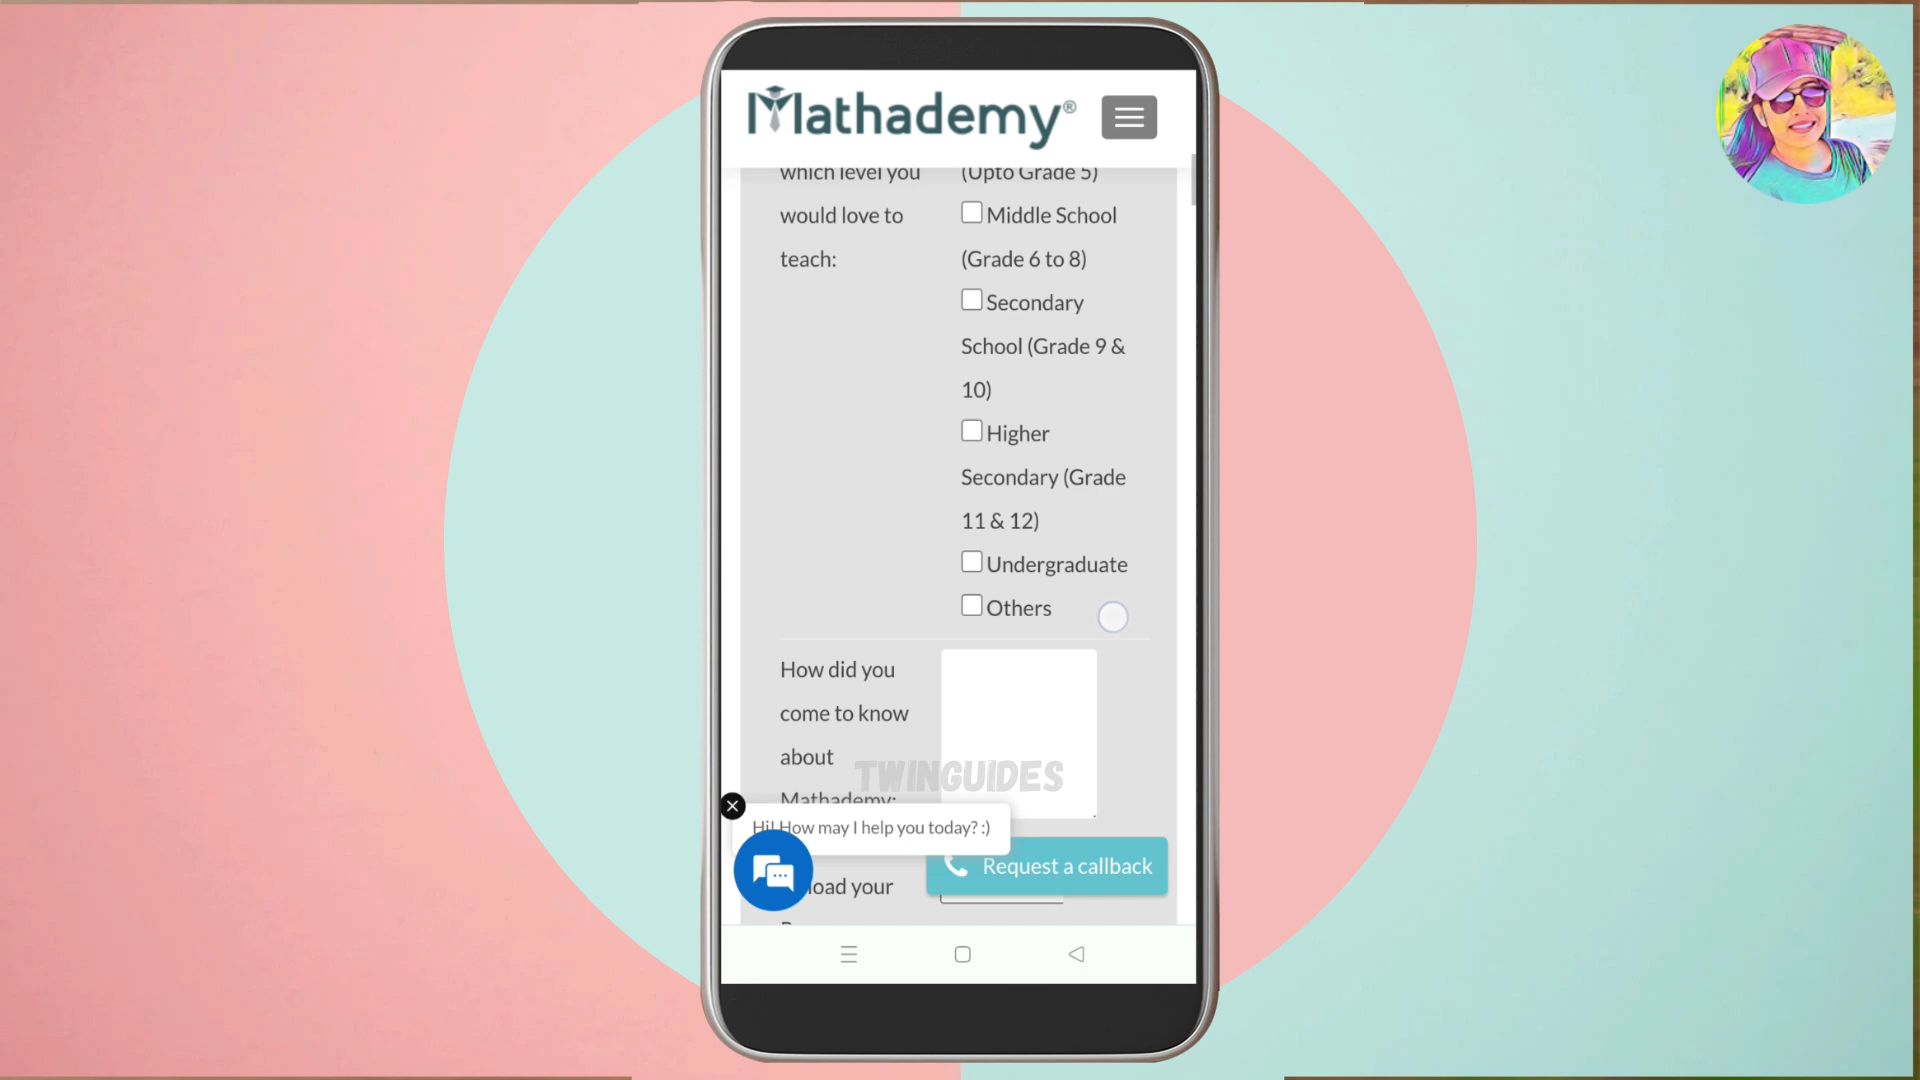 Mathademy®
which level you
(Upto Grade 5)
would love to
Middle School
teach:
(Grade 6 to 8)
Secondary
School (Grade 9 &
10)
Higher
Secondary (Grade
11 & 12)
Undergraduate
Others
How did you
come to know
about
Mathademy:
TWINGUIDES
Hi! How may I help you today? :)
Request a callback
load your